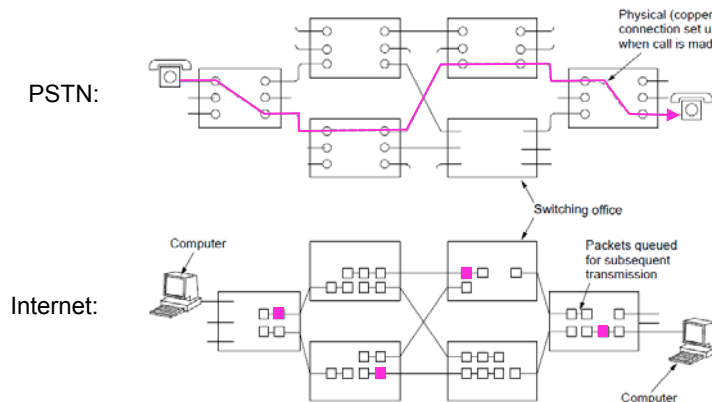 Physical (copper
connection set u
when call is mad
PSTN:
Switching office
Computer
Packets queued
for subsequent
transmission
Internet:
Computer